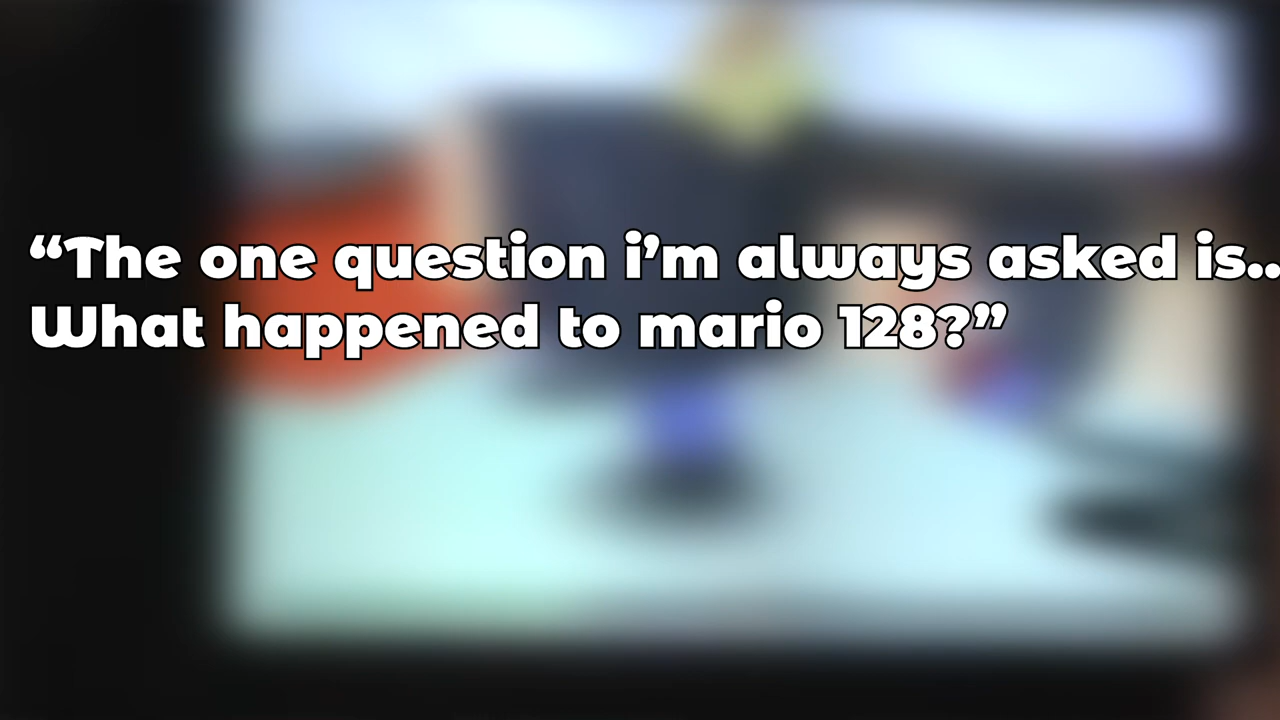 “The one question i’m always asked is..
What happened to mario 128?”